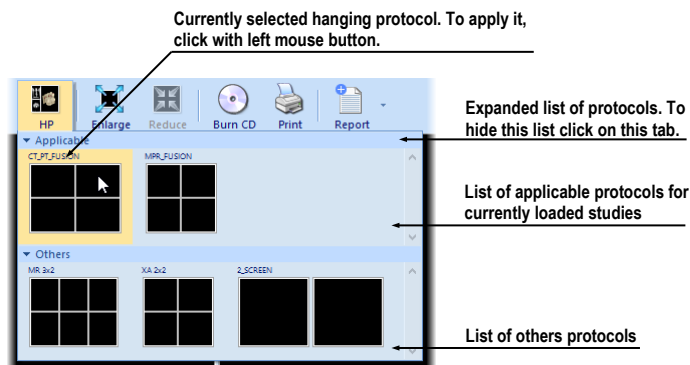 Currently selected hanging protocol. To apply it,
click with left mouse button.
HP
Enlarge
Reduce
Burn CD
Print
Report
Expanded list of protocols. To
hide this list click on this tab.
Applicable
CT_PT_FUSION
MPR_FUSION
List of applicable protocols for
currently loaded studies
Others
MR 3x2
XA 2x2
2_SCREEN
List of others protocols